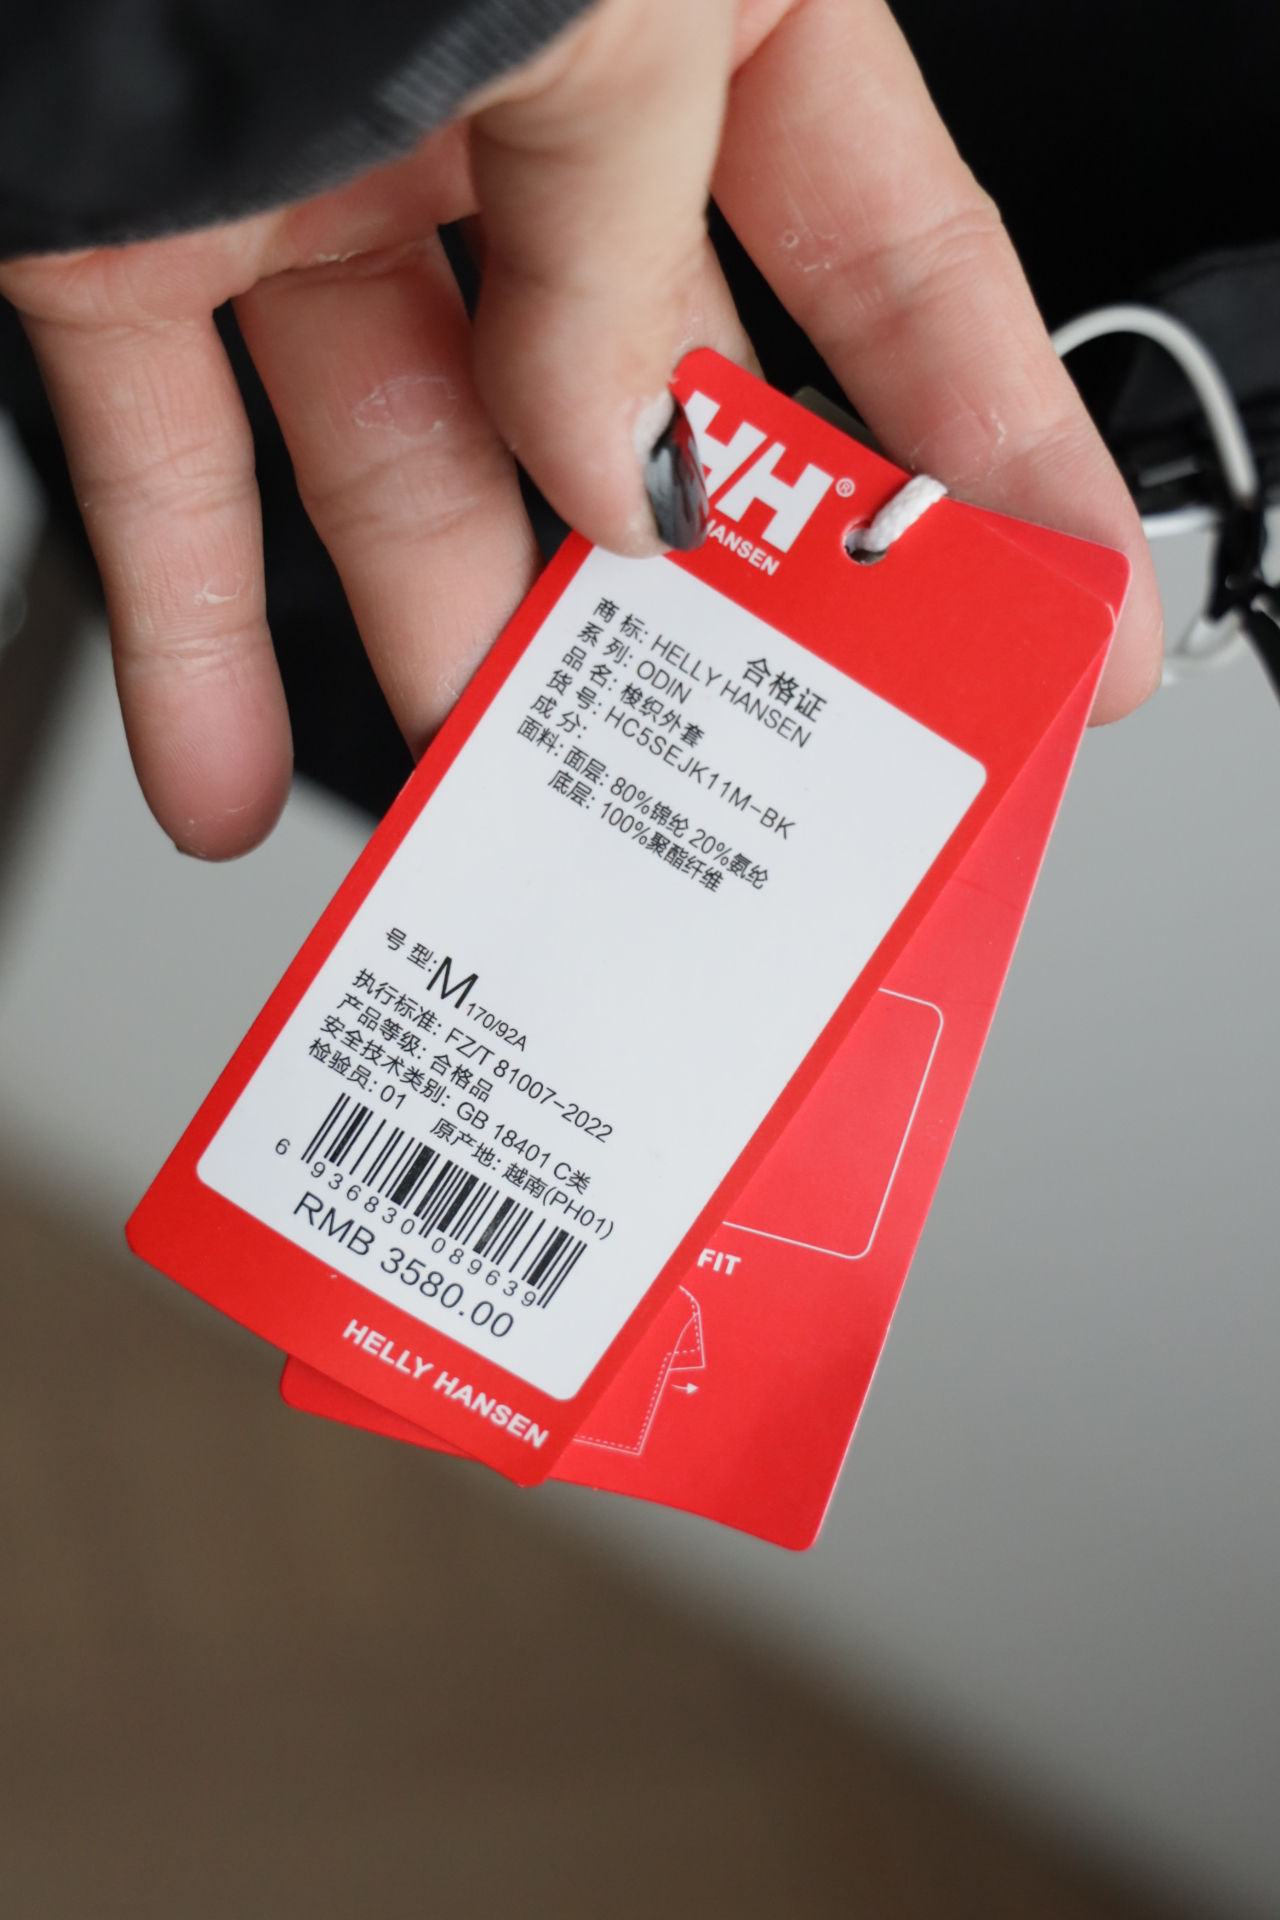 HH®
HANSEN
合格证
商 标: HELLY HANSEN
系 列: ODIN
品 名: 梭织外套
货 号: HC5SEJK11M-BK
成 分:
面料: 面层: 80%锦纶 20%氨纶
底层: 100%聚酯纤维
号 型: M 170/92A
执行标准: FZ/T 81007-2022
产品等级: 合格品
安全技术类别: GB 18401 C类
检验员: 01 原产地: 越南(PH01)
6 936830 089639
RMB 3580.00
HELLY HANSEN
FIT